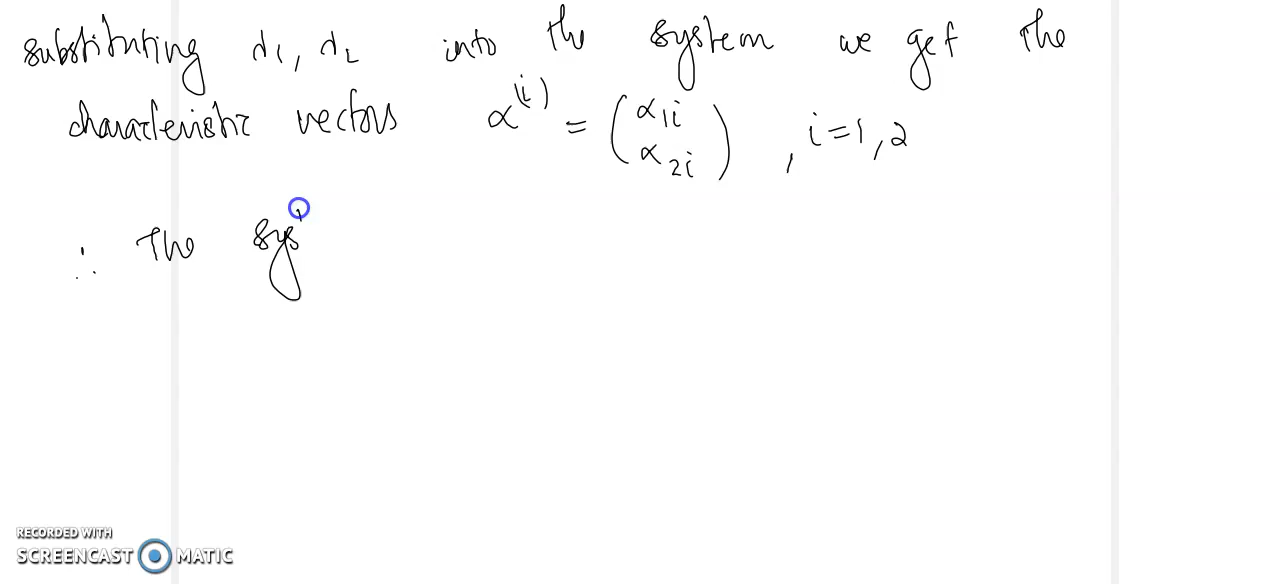 substituting λ1, λ2 into the system we get the
characteristic vectors α^(i) = (α1i α2i) , i=1,2
∴ The sys
RECORDED WITH
SCREENCAST MATIC